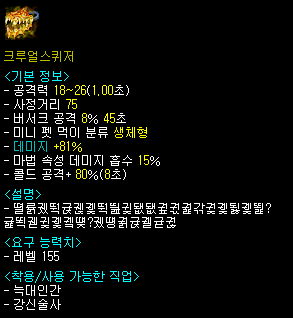 크루얼스퀴저
<기본 정보>
- 공격력 18~26(1,00초)
- 사정거리 75
- 버서크 공격 8% 45초
- 미니 펫 먹이 분류 생체형
- 데미지 +81%
- 마법 속성 데미지 흡수 15%
- 콜드 공격+ 80%(8초)
<설명>
<요구 능력치>
- 레벨 155
<착용/사용 가능한 직업>
- 늑대인간
- 강신술사